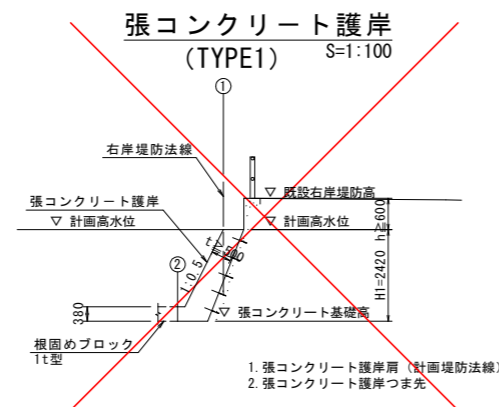 張コンクリート護岸
(TYPE1)
S=1:100
①
右岸堤防法線
張コンクリート護岸
▽ 既設右岸堤防高
▽ 計画高水位
▽ 計画高水位
②
1:0.5
h≧600
H1=2420
380
▽ 張コンクリート基礎高
根固めブロック
1t型
1.張コンクリート護岸肩(計画堤防法線)
2.張コンクリート護岸つま先